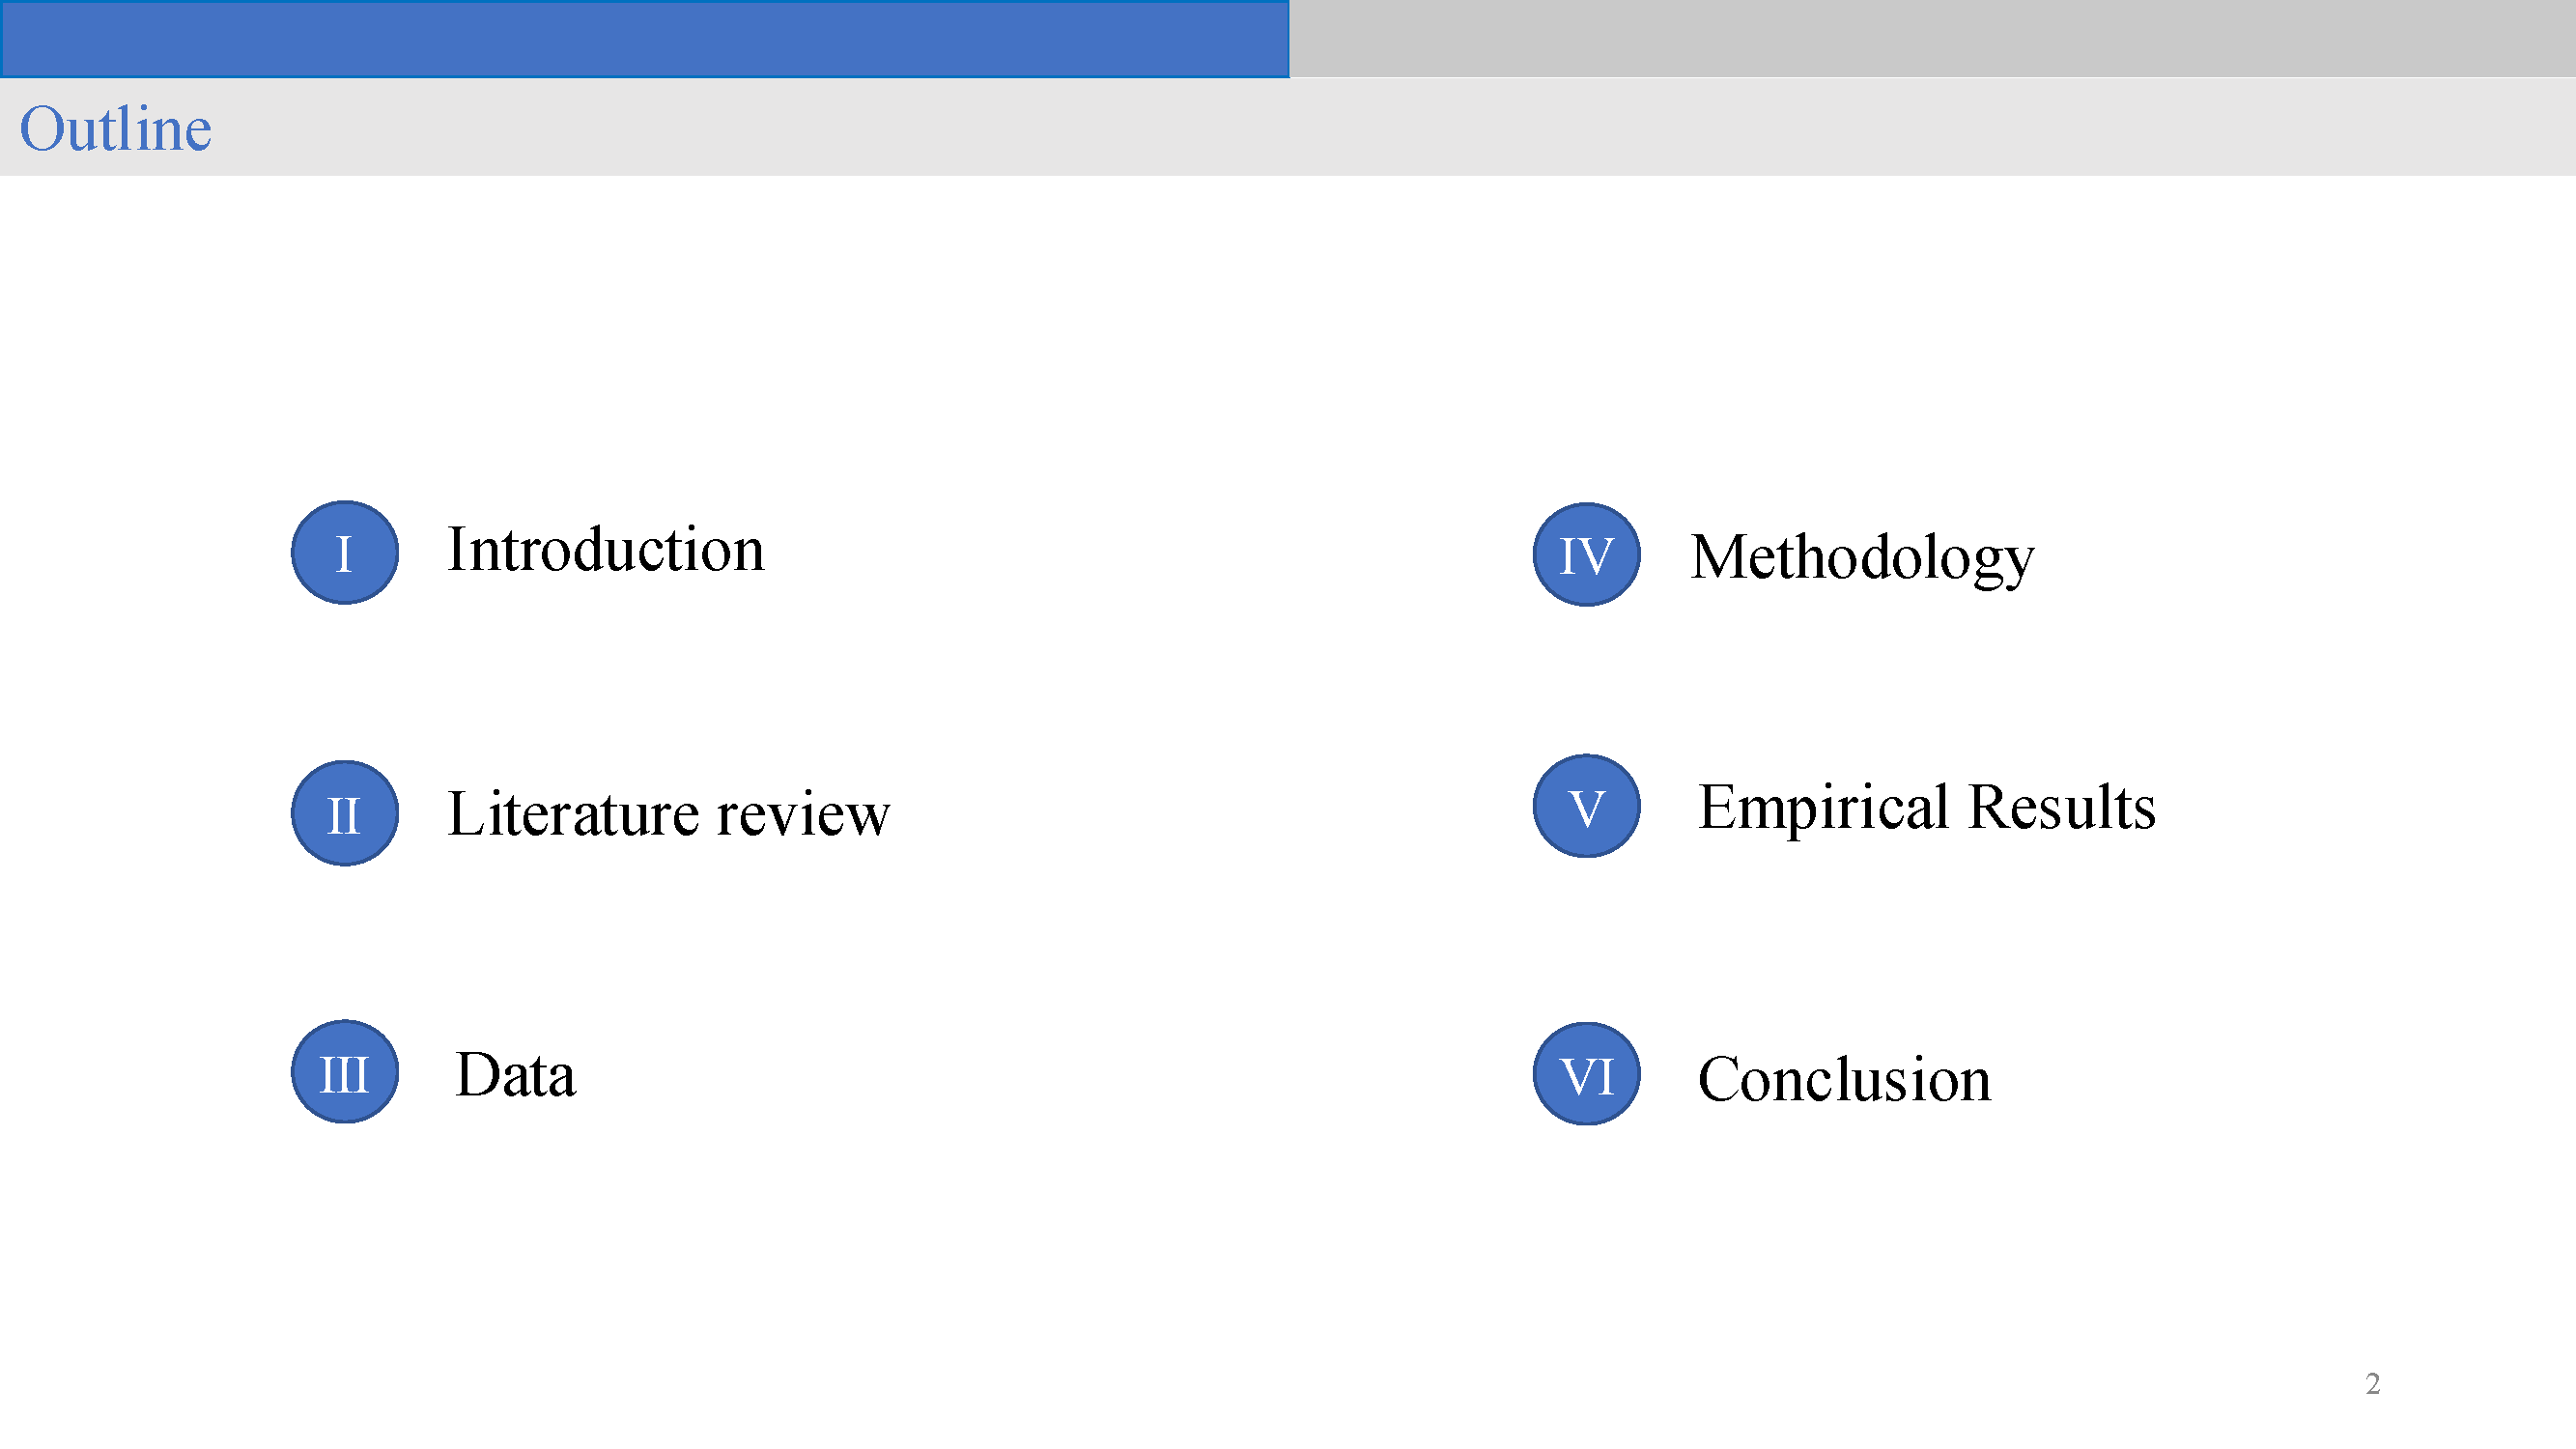 Outline
I Introduction
II Literature review
III Data
IV Methodology
V Empirical Results
VI Conclusion
2